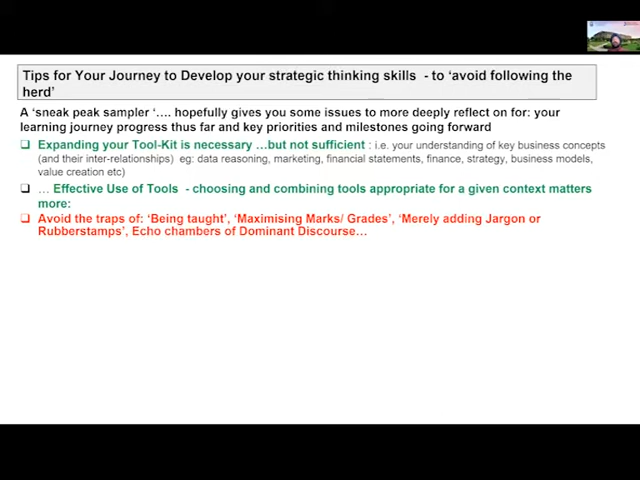 Tips for Your Journey to Develop your strategic thinking skills - to ‘avoid following the
herd’
A ‘sneak peak sampler ‘…. hopefully gives you some issues to more deeply reflect on for: your
learning journey progress thus far and key priorities and milestones going forward
❑ Expanding your Tool-Kit is necessary …but not sufficient : i.e. your understanding of key business concepts
(and their inter-relationships) eg: data reasoning, marketing, financial statements, finance, strategy, business models,
value creation etc)
❑ … Effective Use of Tools - choosing and combining tools appropriate for a given context matters
more:
❑ Avoid the traps of: ‘Being taught’, ‘Maximising Marks/ Grades’, ‘Merely adding Jargon or
Rubberstamps’, Echo chambers of Dominant Discourse…